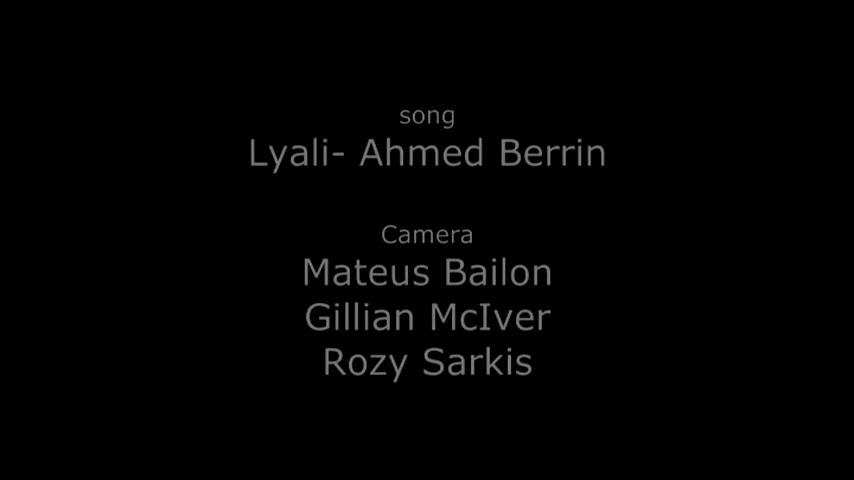 song
Lyali- Ahmed Berrin
Camera
Mateus Bailon
Gillian McIver
Rozy Sarkis